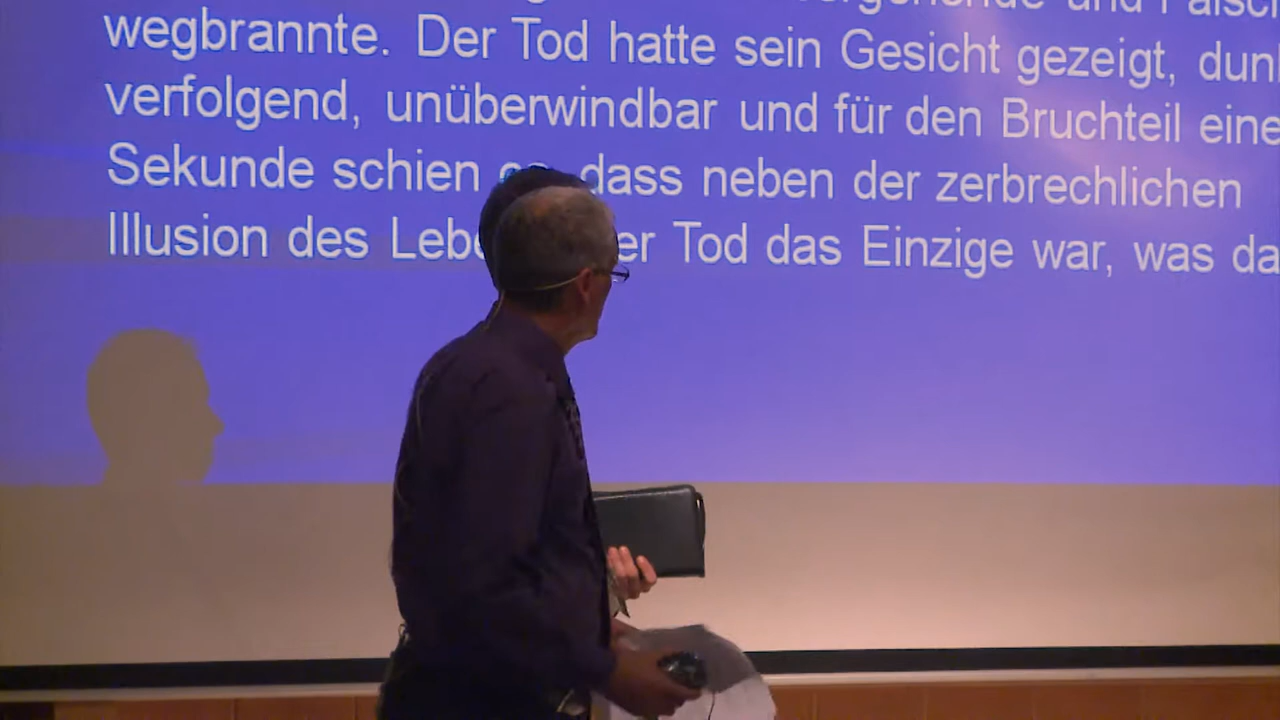 und
wegbrannte. Der Tod hatte sein Gesicht gezeigt,
verfolgend, unüberwindbar und für den Bruchteil eine
Sekunde schien dass neben der zerbrechlichen
Illusion des Tod das Einzige war, was da